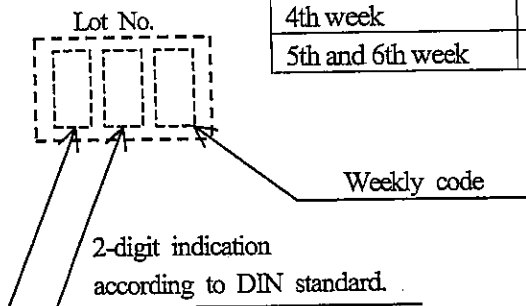 Lot No.
4th week
5th and 6th week
Weekly code
2-digit indication
according to DIN standard.